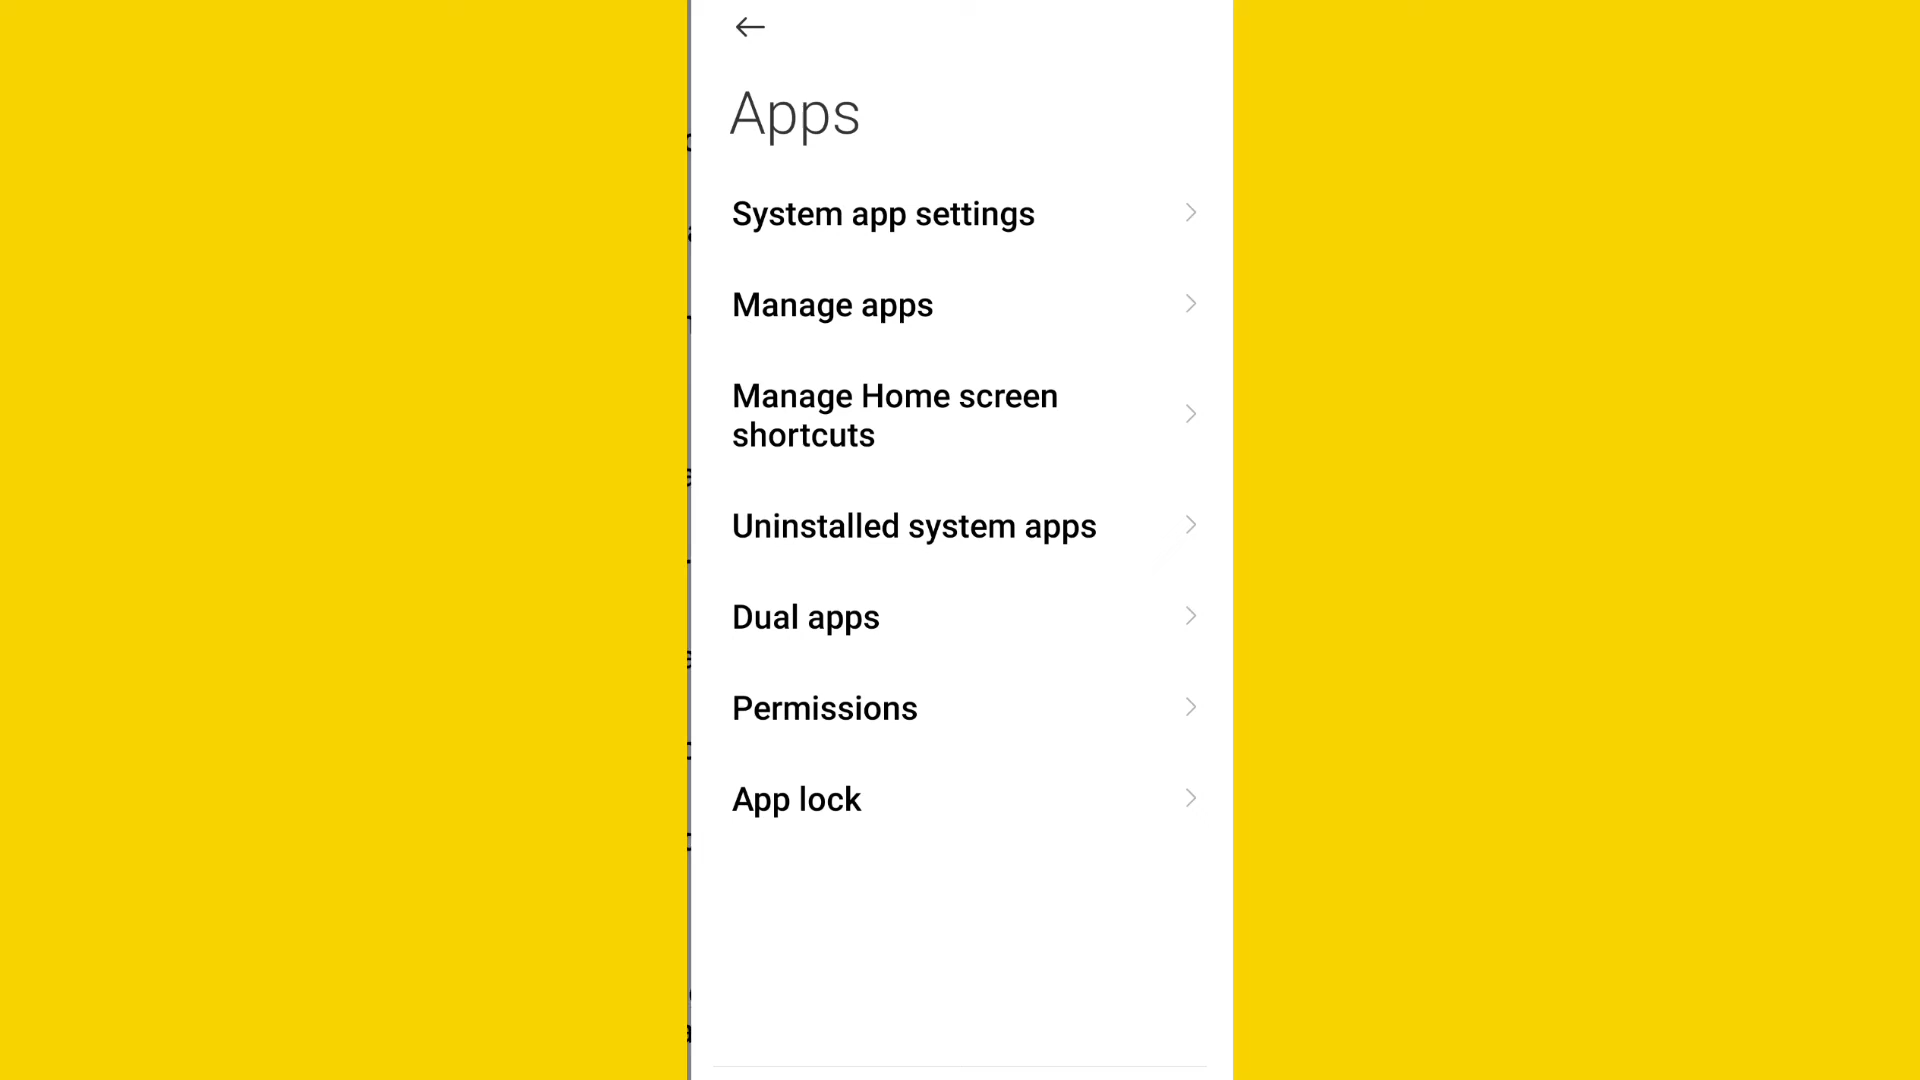 Apps
System app settings
Manage apps
Manage Home screen
shortcuts
Uninstalled system apps
Dual apps
Permissions
App lock